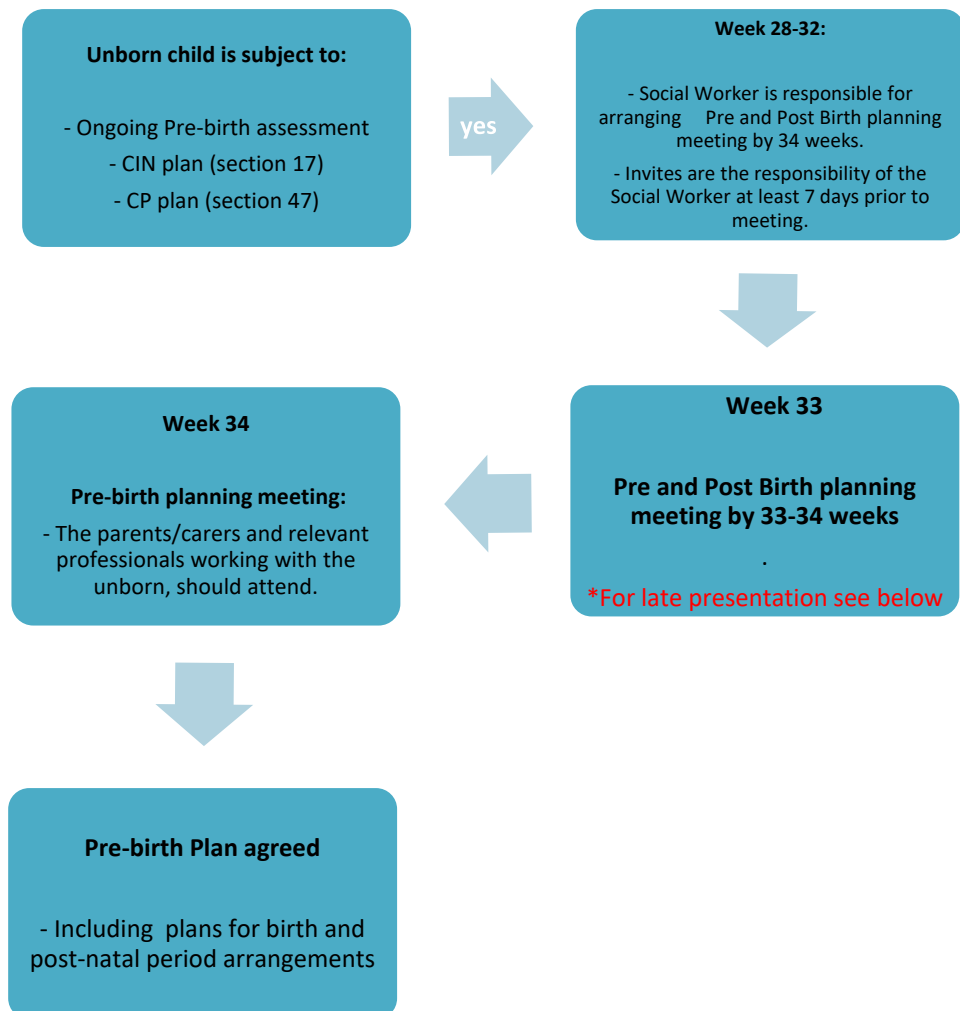 Unborn child is subject to:
- Ongoing Pre-birth assessment
- CIN plan (section 17)
- CP plan (section 47)
yes
Week 28-32:
- Social Worker is responsible for
arranging Pre and Post Birth planning
meeting by 34 weeks.
- Invites are the responsibility of the
Social Worker at least 7 days prior to
meeting.
Week 33
Pre and Post Birth planning
meeting by 33-34 weeks
.
*For late presentation see below
Week 34
Pre-birth planning meeting:
- The parents/carers and relevant
professionals working with the
unborn, should attend.
Pre-birth Plan agreed
- Including plans for birth and
post-natal period arrangements